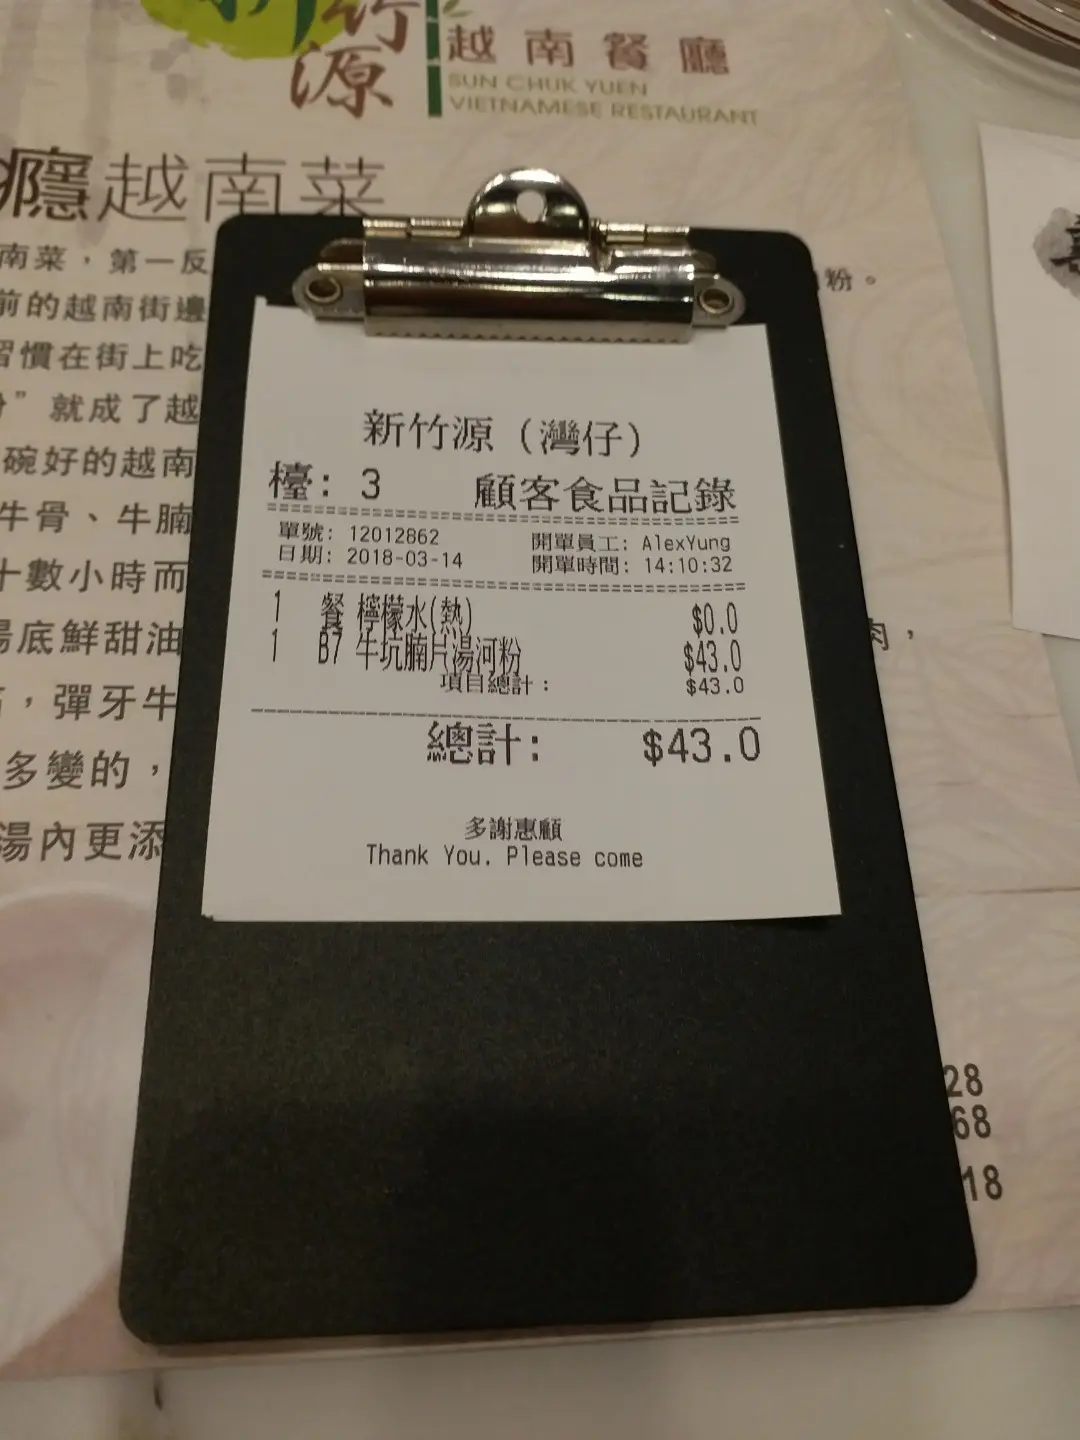 新竹源
越南餐廳
SUN CHUK YUEN
VIETNAMESE RESTAURANT
癮越南菜
南菜，第一反
粉。
前的越南街邊
習慣在街上吃
”就成了越
碗好的越南
牛骨、牛腩
十數小時而
湯底鮮甜油
肉，
，彈牙牛
多變的，
湯內更添
新竹源（灣仔）
檯: 3 顧客食品記錄
單號: 12012862 開單員工: AlexYung
日期: 2018-03-14 開單時間: 14:10:32
1 餐 檸檬水(熱) $0.0
1 B7 牛坑腩片湯河粉 $43.0
項目總計: $43.0
總計: $43.0
多謝惠顧
Thank You. Please come
28
68
18